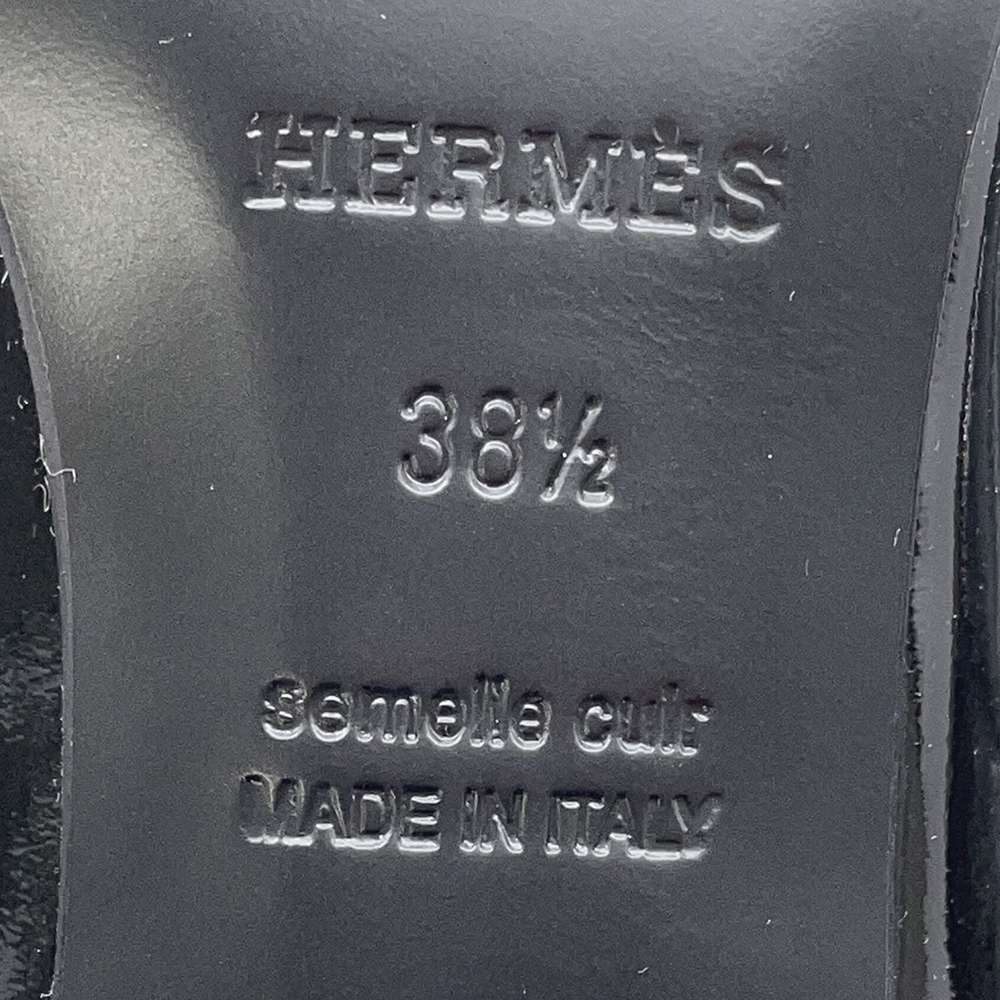 HERMÈS
38½
semelle cuir
MADE IN ITALY